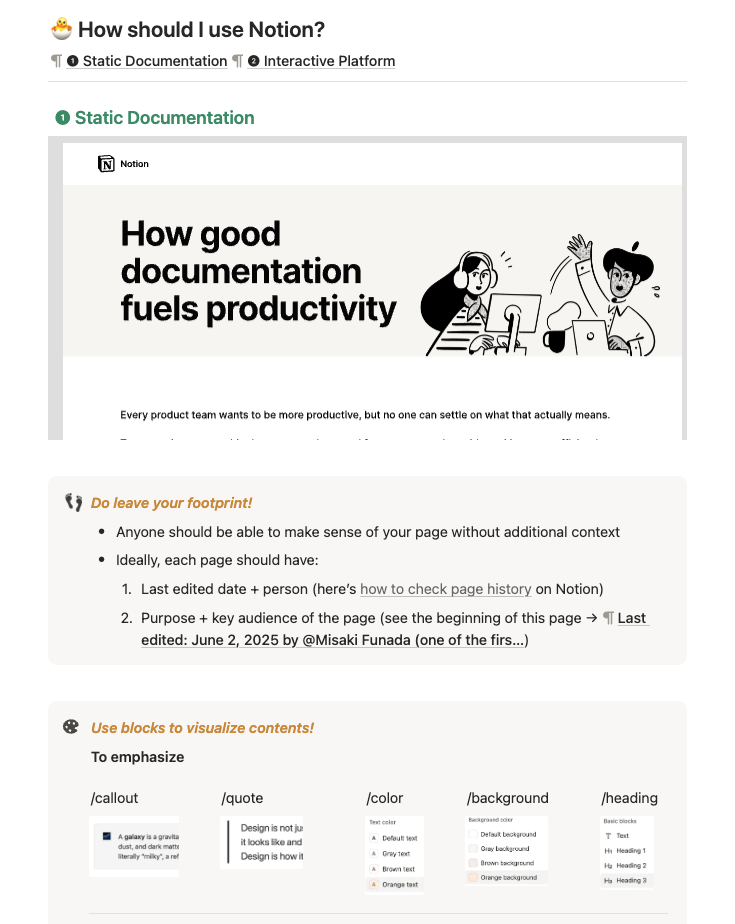 🐣 How should I use Notion?
¶ ❶ Static Documentation ¶ ❷ Interactive Platform
❶ Static Documentation
Notion
How good
documentation
fuels productivity
Every product team wants to be more productive, but no one can settle on what that actually means.
👣 Do leave your footprint!
• Anyone should be able to make sense of your page without additional context
• Ideally, each page should have:
1. Last edited date + person (here's how to check page history on Notion)
2. Purpose + key audience of the page (see the beginning of this page → ¶ Last
edited: June 2, 2025 by @Misaki Funada (one of the firs...)
🎨 Use blocks to visualize contents!
To emphasize
/callout /quote /color /background /heading
A galaxy is a gravita
dust, and dark matte
literally "milky", a ref
Design is not jus
it looks like and
Design is how it
Text color
A Default text
A Gray text
A Brown text
A Orange text
Background color
Default background
Gray background
Brown background
Orange background
Basic blocks
T Text
H1 Heading 1
H2 Heading 2
H3 Heading 3